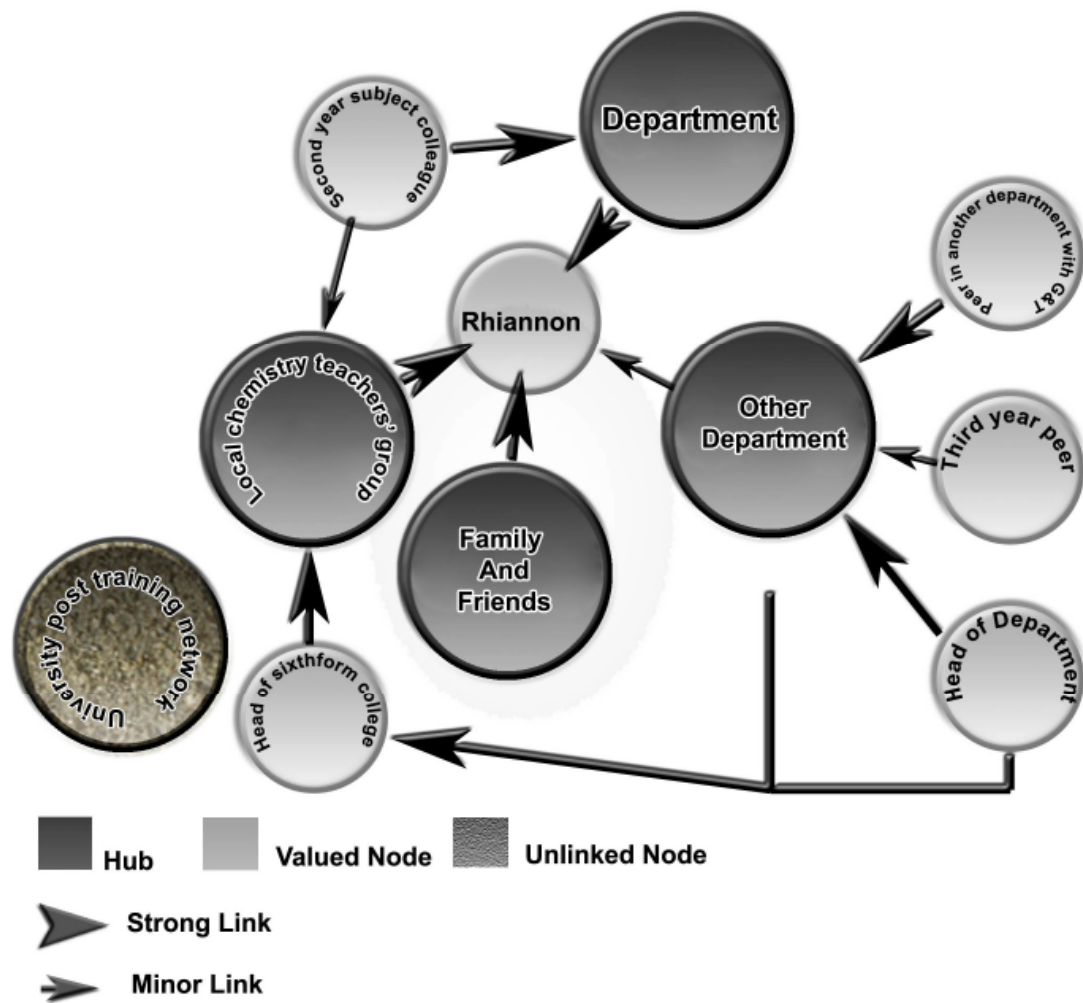 Second year subject colleague
Department
Peer in another department with G&T
Rhiannon
Local chemistry teachers' group
Other
Department
Third year peer
Family
And
Friends
University post training network
Head of sixthform college
Head of Department
Hub
Valued Node
Unlinked Node
Strong Link
Minor Link